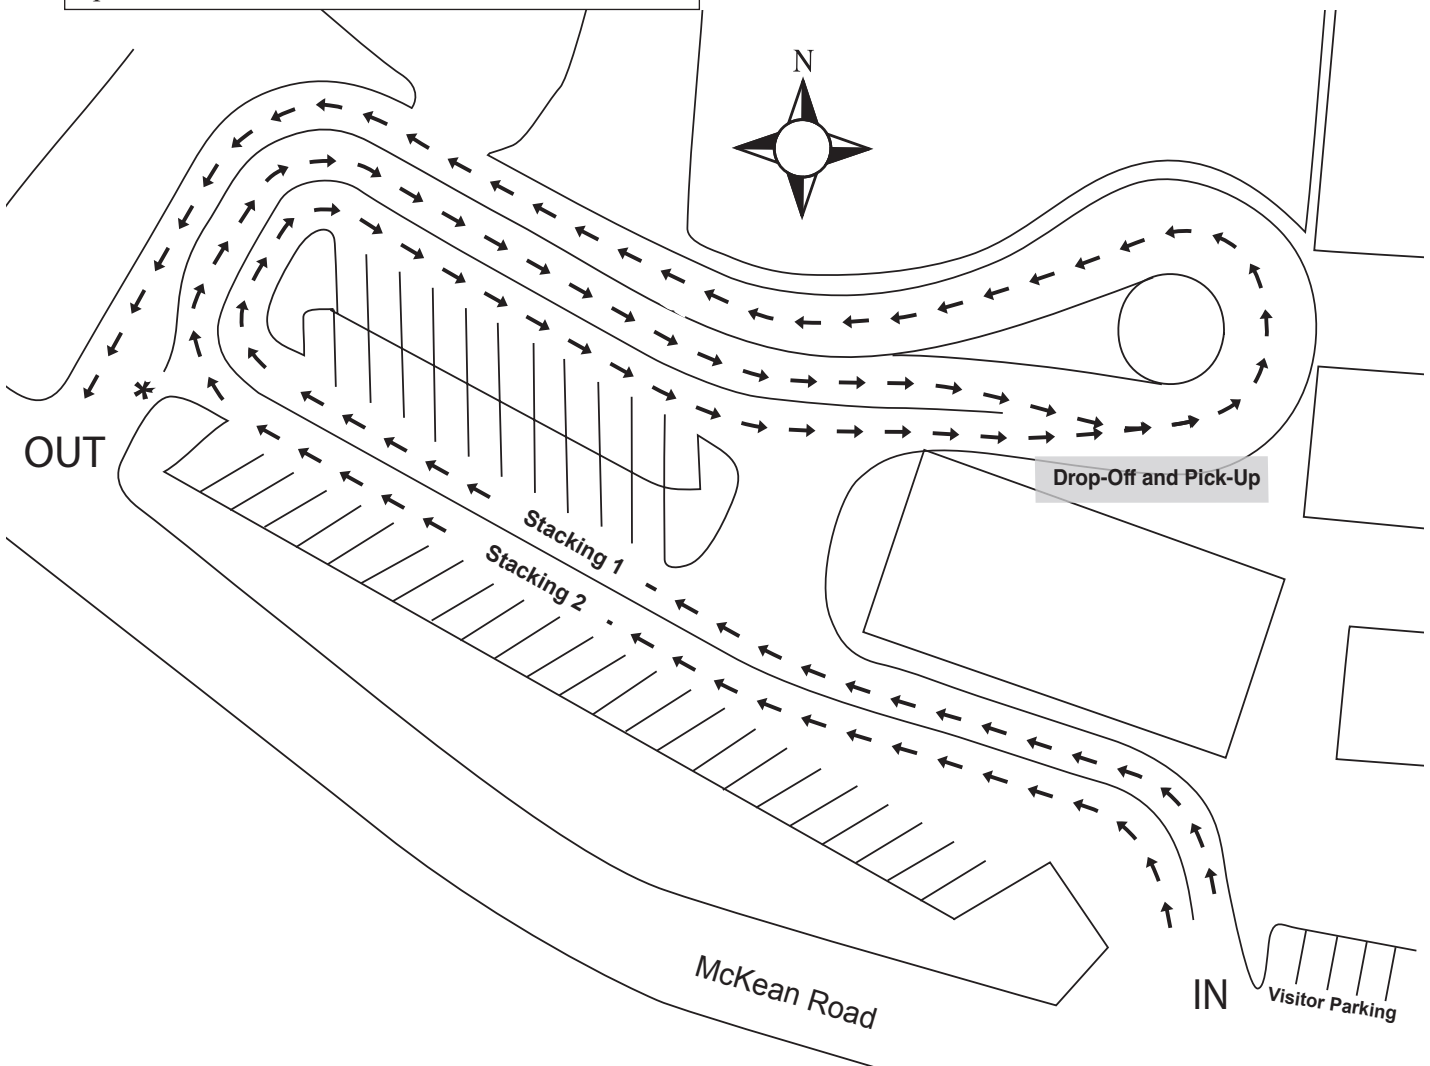 N
OUT
*
Drop-Off and Pick-Up
Stacking 1
Stacking 2
McKean Road
IN
Visitor Parking